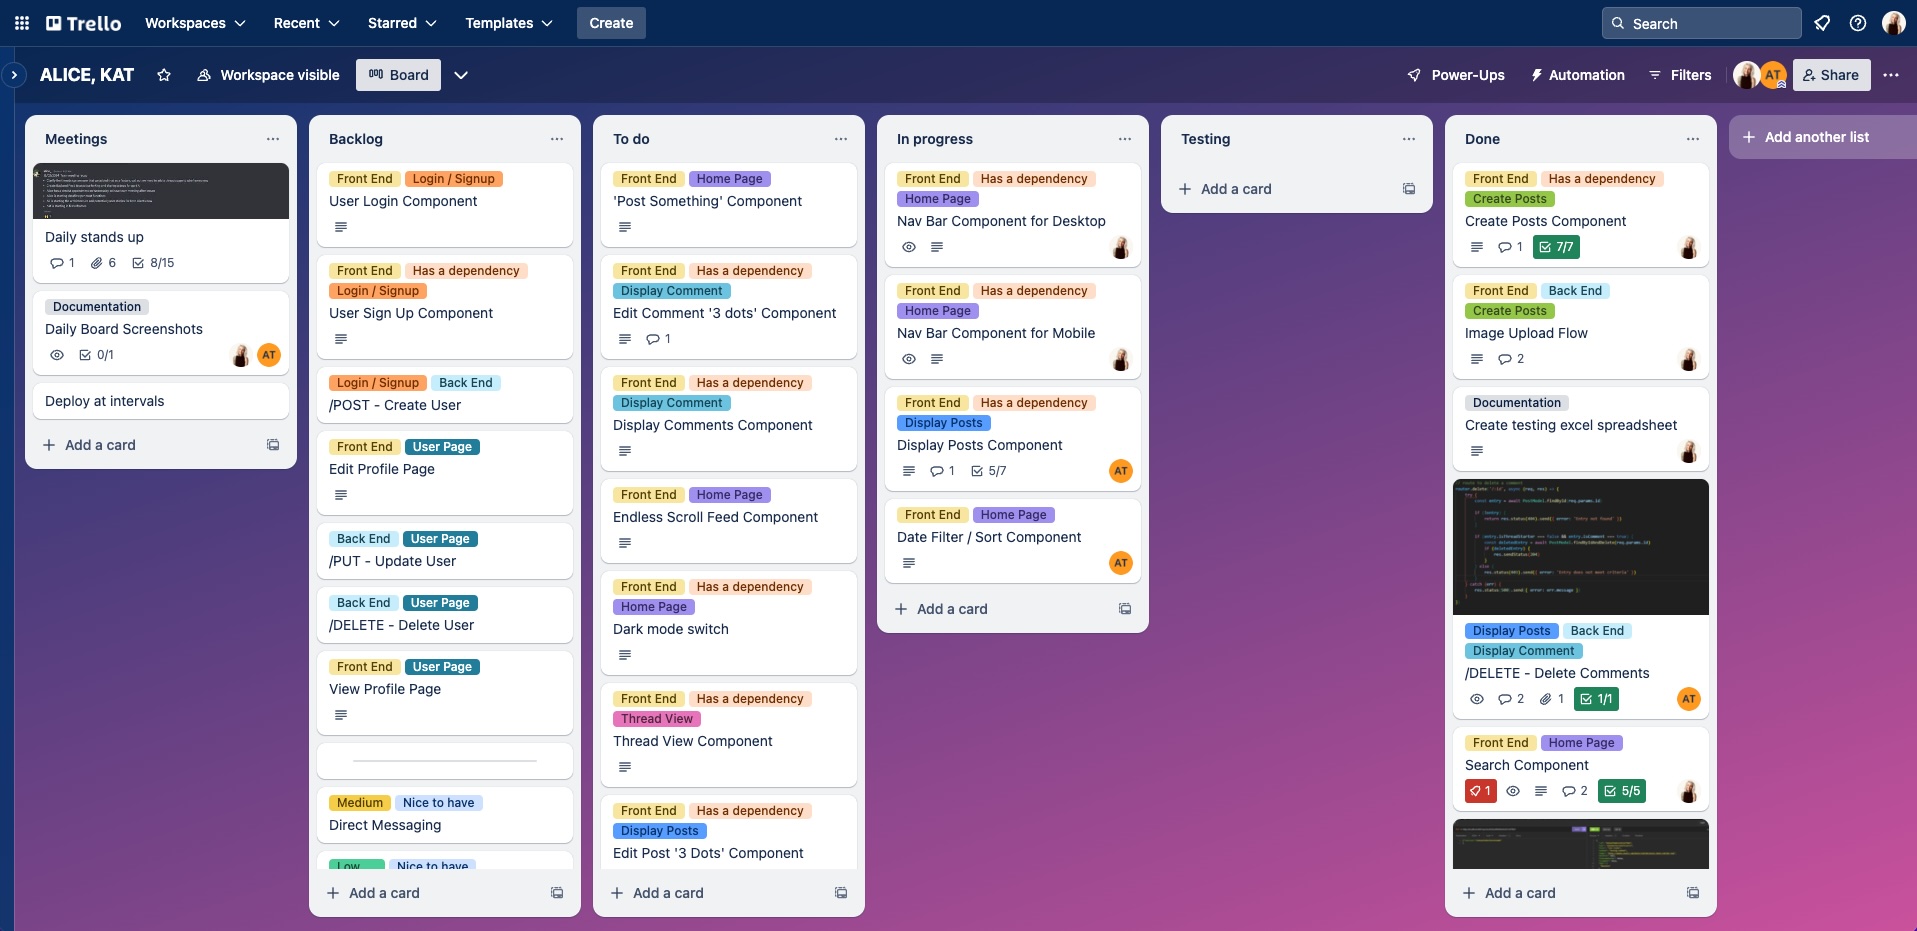 Trello
Workspaces
Recent
Starred
Templates
Create
Search
ALICE, KAT
Workspace visible
Board
Power-Ups
Automation
Filters
AT
Share
Meetings
Daily stands up
1 6 8/15
Documentation
Daily Board Screenshots
0/1 AT
Deploy at intervals
Add a card
Backlog
Front End Login / Signup
User Login Component
Front End Has a dependency
Login / Signup
User Sign Up Component
Login / Signup Back End
/POST - Create User
Front End User Page
Edit Profile Page
Back End User Page
/PUT - Update User
Back End User Page
/DELETE - Delete User
Front End User Page
View Profile Page
Medium Nice to have
Direct Messaging
Low Nice to have
Add a card
To do
Front End Home Page
'Post Something' Component
Front End Has a dependency
Display Comment
Edit Comment '3 dots' Component
1
Front End Has a dependency
Display Comment
Display Comments Component
Front End Home Page
Endless Scroll Feed Component
Front End Has a dependency
Home Page
Dark mode switch
Front End Has a dependency
Thread View
Thread View Component
Front End Has a dependency
Display Posts
Edit Post '3 Dots' Component
Add a card
In progress
Front End Has a dependency
Home Page
Nav Bar Component for Desktop
Front End Has a dependency
Home Page
Nav Bar Component for Mobile
Front End Has a dependency
Display Posts
Display Posts Component
1 5/7 AT
Front End Home Page
Date Filter / Sort Component
AT
Add a card
Testing
Add a card
Done
Front End Has a dependency
Create Posts
Create Posts Component
1 7/7
Front End Back End
Create Posts
Image Upload Flow
2
Documentation
Create testing excel spreadsheet
Display Posts Back End
Display Comment
/DELETE - Delete Comments
2 1 1/1 AT
Front End Home Page
Search Component
1 2 5/5
Add a card
Add another list